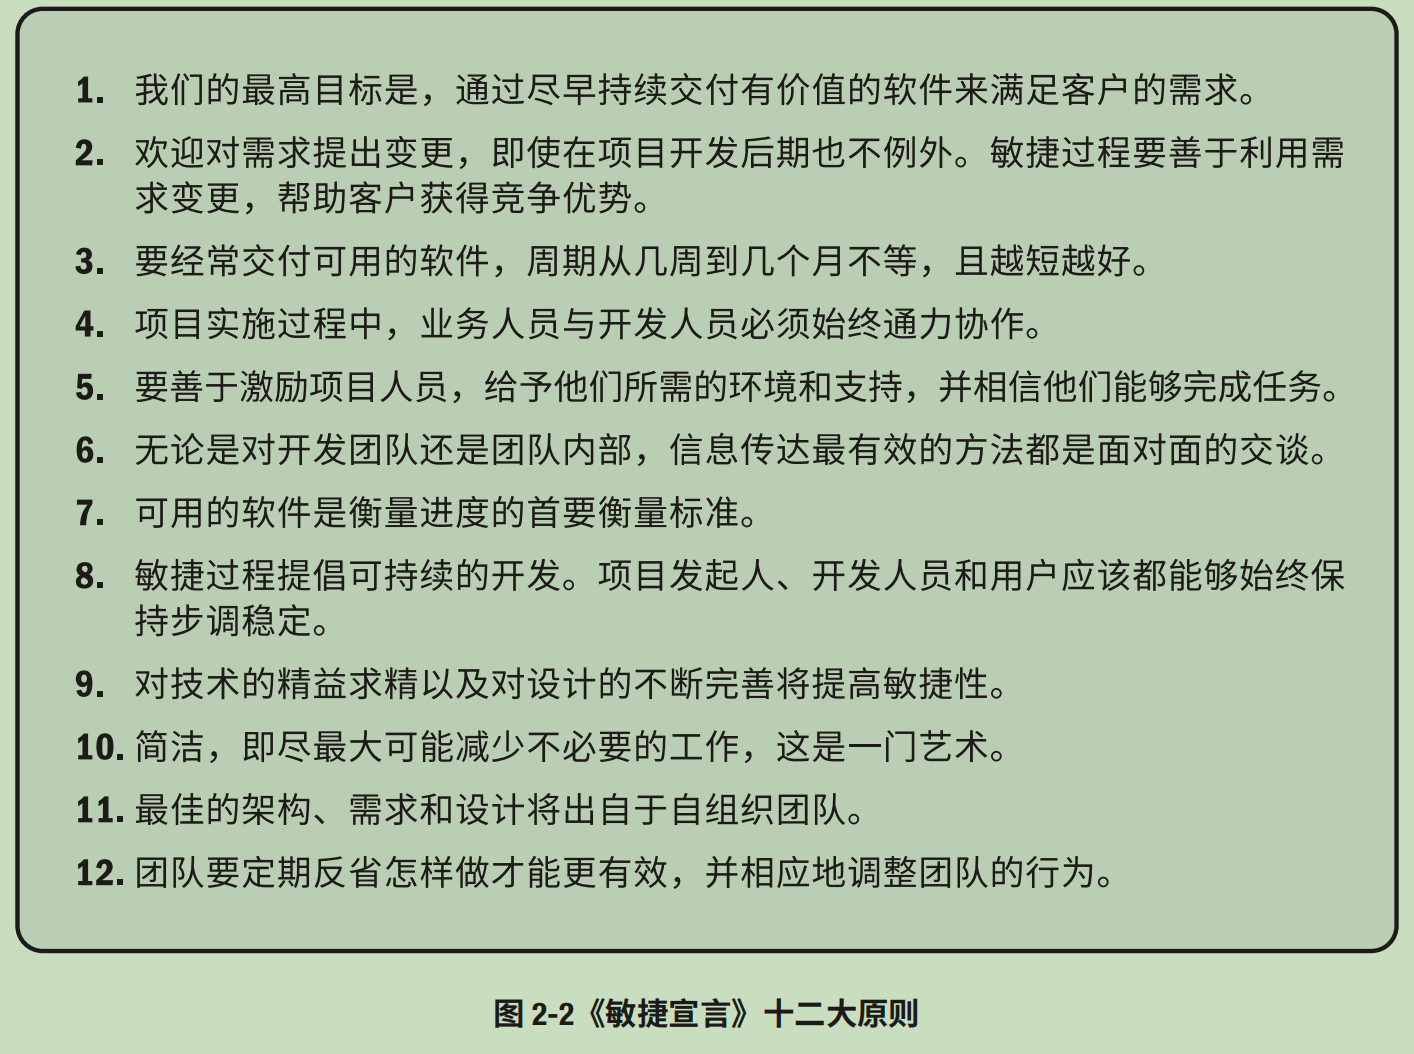 1. 我们的最高目标是，通过尽早持续交付有价值的软件来满足客户的需求。
2. 欢迎对需求提出变更，即使在项目开发后期也不例外。敏捷过程要善于利用需
求变更，帮助客户获得竞争优势。
3. 要经常交付可用的软件，周期从几周到几个月不等，且越短越好。
4. 项目实施过程中，业务人员与开发人员必须始终通力协作。
5. 要善于激励项目人员，给予他们所需的环境和支持，并相信他们能够完成任务。
6. 无论是对开发团队还是团队内部，信息传达最有效的方法都是面对面的交谈。
7. 可用的软件是衡量进度的首要衡量标准。
8. 敏捷过程提倡可持续的开发。项目发起人、开发人员和用户应该都能够始终保
持步调稳定。
9. 对技术的精益求精以及对设计的不断完善将提高敏捷性。
10. 简洁，即尽最大可能减少不必要的工作，这是一门艺术。
11. 最佳的架构、需求和设计将出自于自组织团队。
12. 团队要定期反省怎样做才能更有效，并相应地调整团队的行为。
图 2-2《敏捷宣言》十二大原则